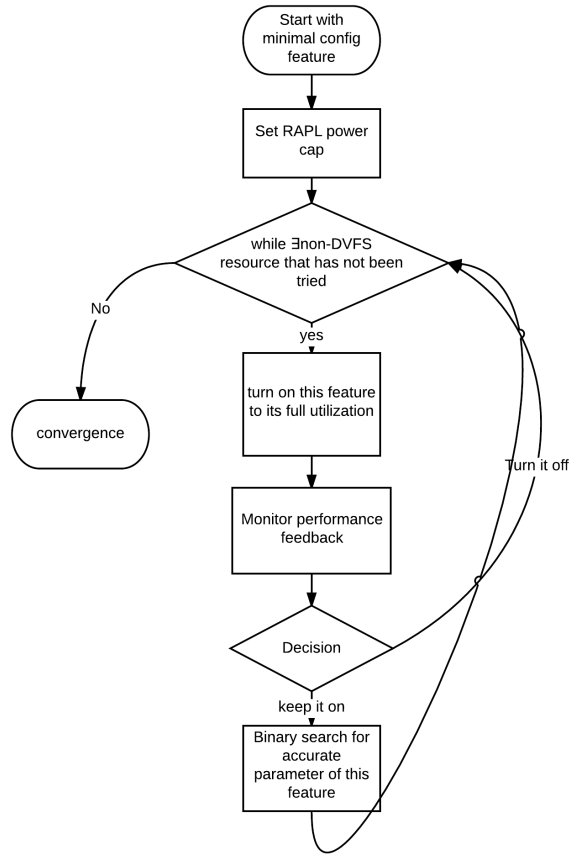 Start with
minimal config
feature
Set RAPL power
cap
while ∃non-DVFS
resource that has not been
tried
No
yes
convergence
turn on this feature
to its full utilization
Turn it off
Monitor performance
feedback
Decision
keep it on
Binary search for
accurate
parameter of this
feature